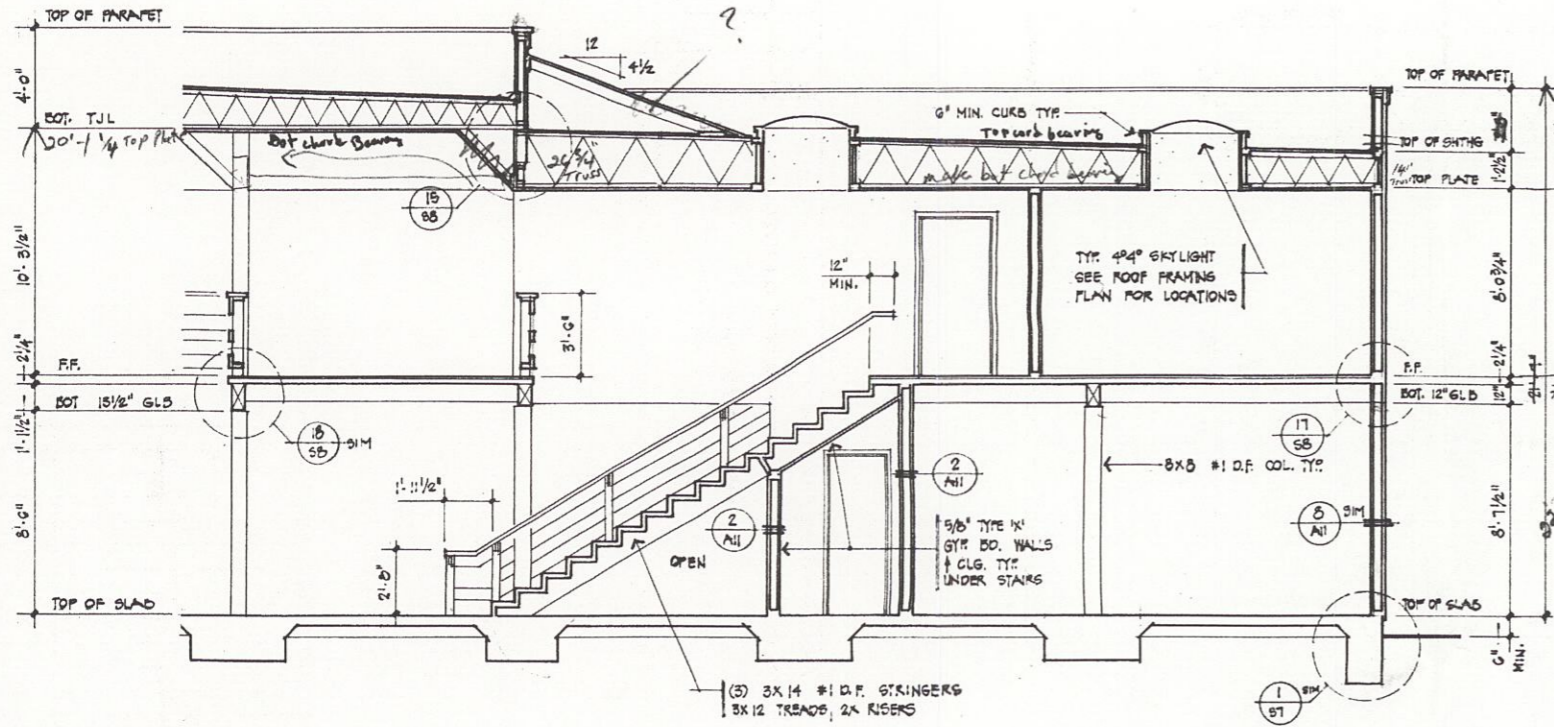 TOP OF PARAPET
4'-0"
BOT. TJL
20'-1 1/4 Top Plate
10'-3 1/2"
2 1/4"
F.F.
BOT 13 1/2" GLB
1'-1 1/2"
8'-6"
TOP OF SLAB
?
12
4 1/2
Bot chord Bearing
26 3/4"
Truss
15
S8
6" MIN. CURB TYP.
Top cord bearing
make bot chord bearing
TYP. 4⁰4⁰ SKYLIGHT
SEE ROOF FRAMING
PLAN FOR LOCATIONS
12"
MIN.
3'-6"
18
S8
SIM
1'-11 1/2"
2'-8"
OPEN
2
A11
2
A11
5/8" TYPE 'X'
GYP. BD. WALLS
& CLG. TYP.
UNDER STAIRS
8X8 #1 D.F. COL. TYP.
(3) 3X14 #1 D.F. STRINGERS
3X12 TREADS, 2X RISERS
TOP OF PARAPET
TOP OF SHTHG
1'-2 1/2"
14"
TOP PLATE
8'-0 3/4"
2 1/4"
F.F.
BOT. 12" GLB
12"
17
S8
21'-4"
8
A11
SIM
8'-7 1/2"
TOP OF SLAB
6"
MIN.
1
S7
SIM